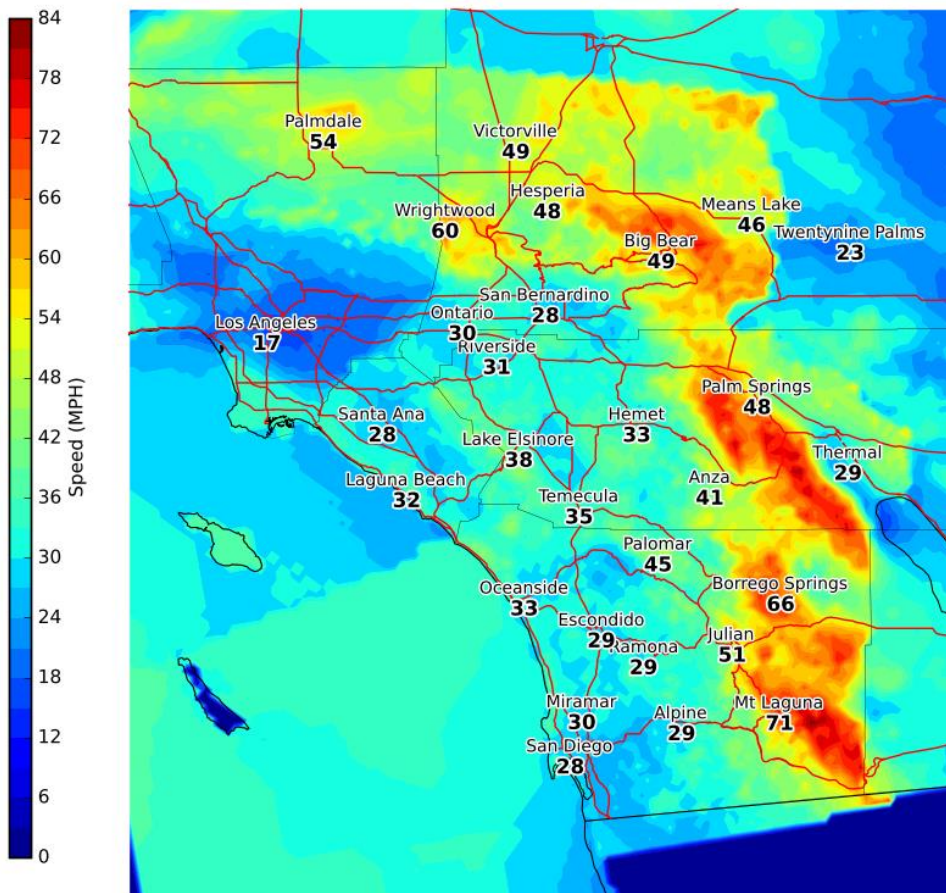 84
78
72
66
60
54
48
42
36
30
24
18
12
6
0
Speed (MPH)
Palmdale
54
Victorville
49
Hesperia
48
Wrightwood
60
Means Lake
46
Big Bear
49
Twentynine Palms
23
San Bernardino
28
Ontario
30
Los Angeles
17
Riverside
31
Palm Springs
48
Santa Ana
28
Hemet
33
Lake Elsinore
38
Thermal
29
Laguna Beach
32
Anza
41
Temecula
35
Palomar
45
Oceanside
33
Borrego Springs
66
Escondido
29
Ramona
29
Julian
51
Miramar
30
Alpine
29
Mt Laguna
71
San Diego
28